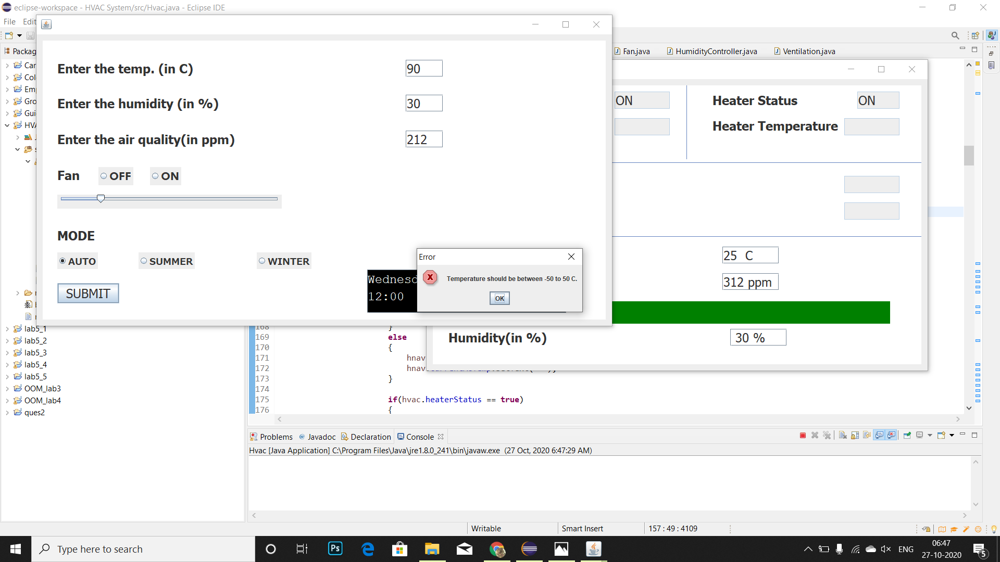 eclipse-workspace - HVAC System/src/Hvac.java - Eclipse IDE
File Edit
Packag
Fan.java HumidityController.java Ventilation.java
Car
Col
Em
Gro
Gui
HVA
lab5_1
lab5_2
lab5_3
lab5_4
lab5_5
OOM_lab3
OOM_lab4
ques2
Enter the temp. (in C) 90
Enter the humidity (in %) 30
Enter the air quality(in ppm) 212
Fan OFF ON
MODE
AUTO SUMMER WINTER
SUBMIT
Wednesd
12:00
Error
Temperature should be between -50 to 50 C.
OK
ON
Heater Status ON
Heater Temperature
25 C
312 ppm
Humidity(in %) 30 %
168 }
169 else
170 {
171 hnav
172 hnav
173 }
174
175 if(hvac.heaterStatus == true)
176 {
Problems @ Javadoc Declaration Console
Hvac [Java Application] C:\Program Files\Java\jre1.8.0_241\bin\javaw.exe (27 Oct, 2020 6:47:29 AM)
Writable Smart Insert 157 : 49 : 4109
Type here to search
Ps
ENG
06:47
27-10-2020
5